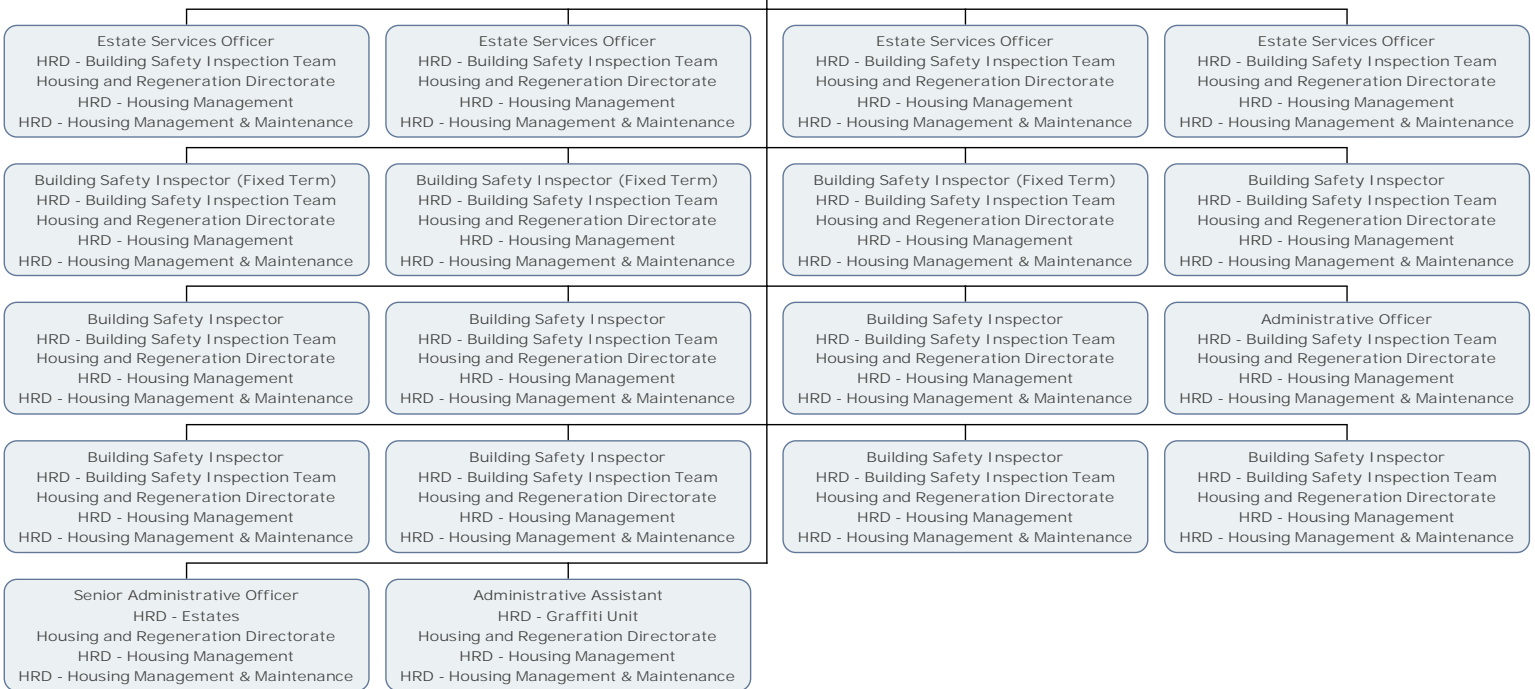 Estate Services Officer
HRD - Building Safety Inspection Team
Housing and Regeneration Directorate
HRD - Housing Management
HRD - Housing Management & Maintenance
Estate Services Officer
HRD - Building Safety Inspection Team
Housing and Regeneration Directorate
HRD - Housing Management
HRD - Housing Management & Maintenance
Estate Services Officer
HRD - Building Safety Inspection Team
Housing and Regeneration Directorate
HRD - Housing Management
HRD - Housing Management & Maintenance
Estate Services Officer
HRD - Building Safety Inspection Team
Housing and Regeneration Directorate
HRD - Housing Management
HRD - Housing Management & Maintenance
Building Safety Inspector (Fixed Term)
HRD - Building Safety Inspection Team
Housing and Regeneration Directorate
HRD - Housing Management
HRD - Housing Management & Maintenance
Building Safety Inspector (Fixed Term)
HRD - Building Safety Inspection Team
Housing and Regeneration Directorate
HRD - Housing Management
HRD - Housing Management & Maintenance
Building Safety Inspector (Fixed Term)
HRD - Building Safety Inspection Team
Housing and Regeneration Directorate
HRD - Housing Management
HRD - Housing Management & Maintenance
Building Safety Inspector
HRD - Building Safety Inspection Team
Housing and Regeneration Directorate
HRD - Housing Management
HRD - Housing Management & Maintenance
Building Safety Inspector
HRD - Building Safety Inspection Team
Housing and Regeneration Directorate
HRD - Housing Management
HRD - Housing Management & Maintenance
Building Safety Inspector
HRD - Building Safety Inspection Team
Housing and Regeneration Directorate
HRD - Housing Management
HRD - Housing Management & Maintenance
Building Safety Inspector
HRD - Building Safety Inspection Team
Housing and Regeneration Directorate
HRD - Housing Management
HRD - Housing Management & Maintenance
Administrative Officer
HRD - Building Safety Inspection Team
Housing and Regeneration Directorate
HRD - Housing Management
HRD - Housing Management & Maintenance
Building Safety Inspector
HRD - Building Safety Inspection Team
Housing and Regeneration Directorate
HRD - Housing Management
HRD - Housing Management & Maintenance
Building Safety Inspector
HRD - Building Safety Inspection Team
Housing and Regeneration Directorate
HRD - Housing Management
HRD - Housing Management & Maintenance
Building Safety Inspector
HRD - Building Safety Inspection Team
Housing and Regeneration Directorate
HRD - Housing Management
HRD - Housing Management & Maintenance
Building Safety Inspector
HRD - Building Safety Inspection Team
Housing and Regeneration Directorate
HRD - Housing Management
HRD - Housing Management & Maintenance
Senior Administrative Officer
HRD - Estates
Housing and Regeneration Directorate
HRD - Housing Management
HRD - Housing Management & Maintenance
Administrative Assistant
HRD - Graffiti Unit
Housing and Regeneration Directorate
HRD - Housing Management
HRD - Housing Management & Maintenance